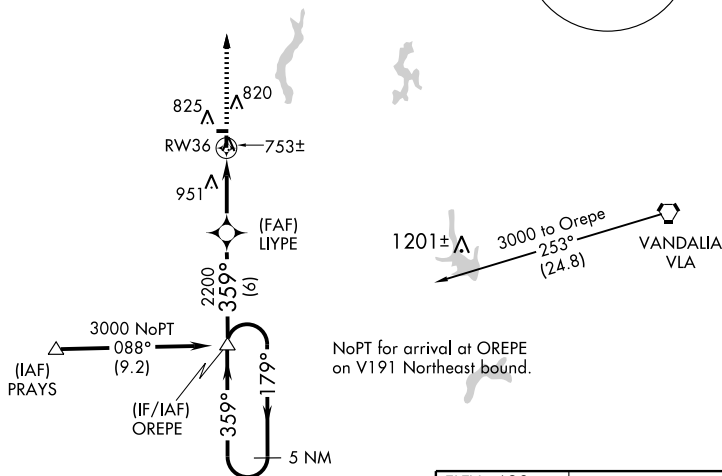 825
820
RW36
753±
951
(FAF)
LIYPE
1201±
3000 to Orepe
253°
(24.8)
VANDALIA
VLA
2200
359°
(6)
3000 NoPT
088°
(9.2)
(IAF)
PRAYS
NoPT for arrival at OREPE
on V191 Northeast bound.
179°
(IF/IAF)
OREPE
359°
5 NM